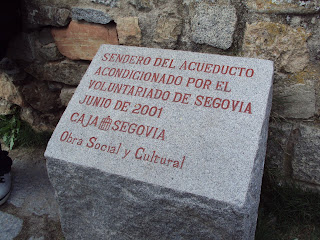 SENDERO DEL ACUEDUCTO
ACONDICIONADO POR EL
VOLUNTARIADO DE SEGOVIA
JUNIO DE 2001
CAJA SEGOVIA
Obra Social y Cultural